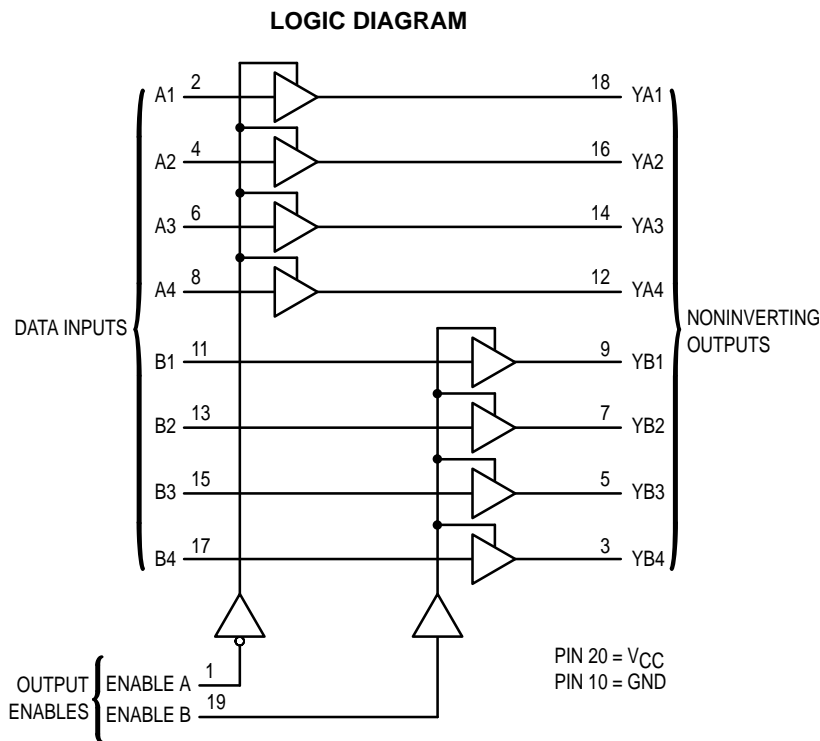 LOGIC DIAGRAM
A1 2 18 YA1
A2 4 16 YA2
A3 6 14 YA3
A4 8 12 YA4
DATA INPUTS
NONINVERTING
OUTPUTS
B1 11 9 YB1
B2 13 7 YB2
B3 15 5 YB3
B4 17 3 YB4
OUTPUT
ENABLES
ENABLE A 1
ENABLE B 19
PIN 20 = VCC
PIN 10 = GND